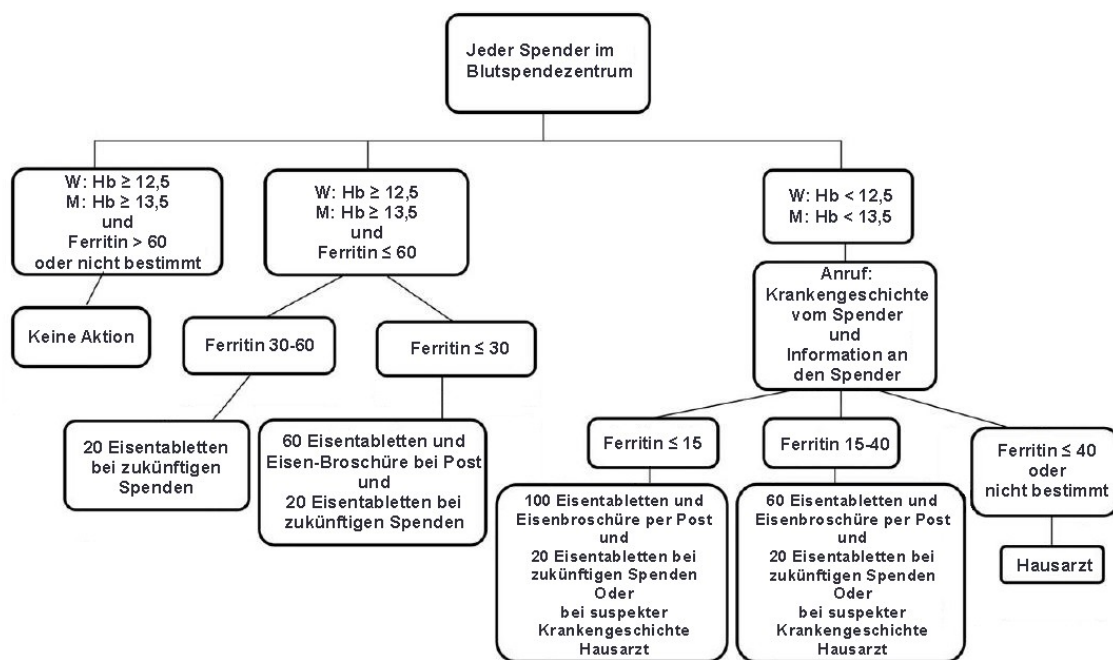 Jeder Spender im
Blutspendezentrum
W: Hb ≥ 12,5
M: Hb ≥ 13,5
und
Ferritin > 60
oder nicht bestimmt
W: Hb ≥ 12,5
M: Hb ≥ 13,5
und
Ferritin ≤ 60
W: Hb < 12,5
M: Hb < 13,5
Keine Aktion
Ferritin 30-60
Ferritin ≤ 30
Anruf:
Krankengeschichte
vom Spender
und
Information an
den Spender
20 Eisentabletten
bei zukünftigen
Spenden
60 Eisentabletten und
Eisen-Broschüre bei Post
und
20 Eisentabletten bei
zukünftigen Spenden
Ferritin ≤ 15
Ferritin 15-40
Ferritin ≤ 40
oder
nicht bestimmt
100 Eisentabletten und
Eisenbroschüre per Post
und
20 Eisentabletten bei
zukünftigen Spenden
Oder
bei suspekter
Krankengeschichte
Hausarzt
60 Eisentabletten und
Eisenbroschüre per Post
und
20 Eisentabletten bei
zukünftigen Spenden
Oder
bei suspekter
Krankengeschichte
Hausarzt
Hausarzt